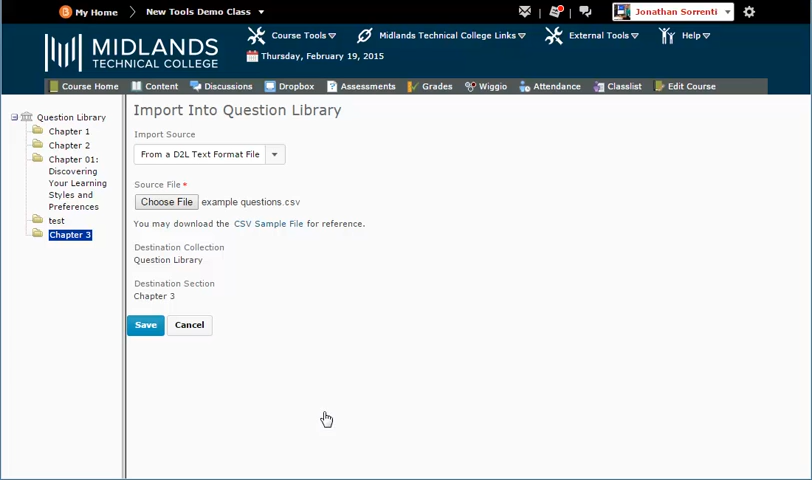 My Home
New Tools Demo Class
Jonathan Sorrenti
MIDLANDS
TECHNICAL COLLEGE
Course Tools
Midlands Technical College Links
External Tools
Help
Thursday, February 19, 2015
Course Home
Content
Discussions
Dropbox
Assessments
Grades
Wiggio
Attendance
Classlist
Edit Course
Question Library
Chapter 1
Chapter 2
Chapter 01:
Discovering
Your Learning
Styles and
Preferences
test
Chapter 3
Import Into Question Library
Import Source
From a D2L Text Format File
Source File *
Choose File example questions.csv
You may download the CSV Sample File for reference.
Destination Collection
Question Library
Destination Section
Chapter 3
Save
Cancel